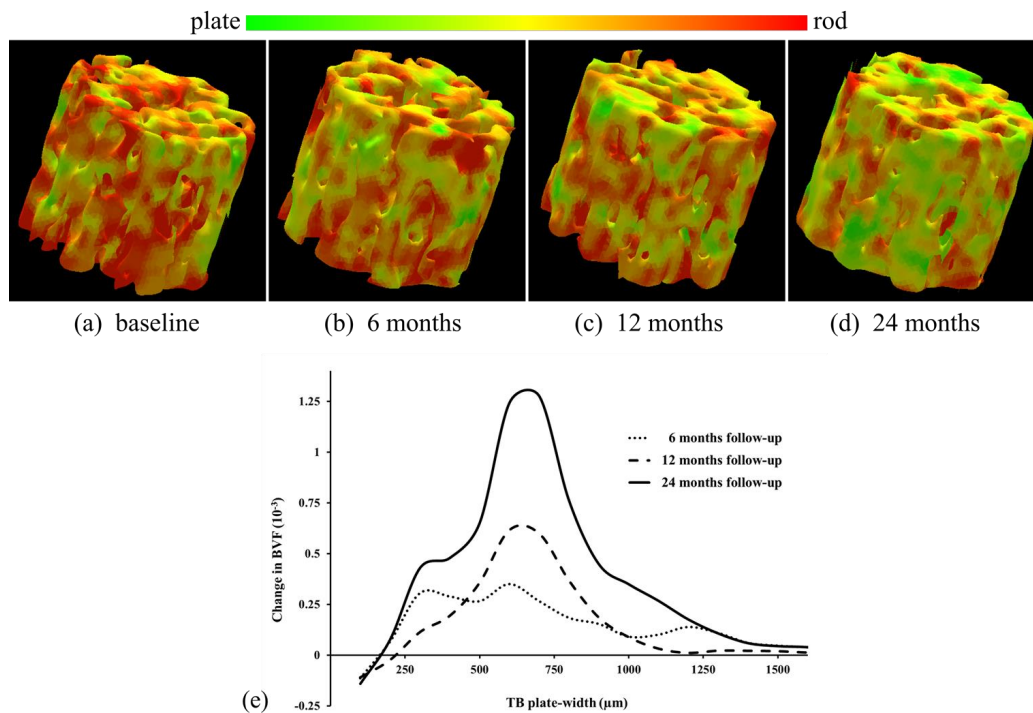 plate rod
(a) baseline (b) 6 months (c) 12 months (d) 24 months
1.25
1
0.75
0.5
0.25
0
-0.25
Change in BVF (10⁻³)
6 months follow-up
12 months follow-up
24 months follow-up
250 500 750 1000 1250 1500
TB plate-width (µm)
(e)